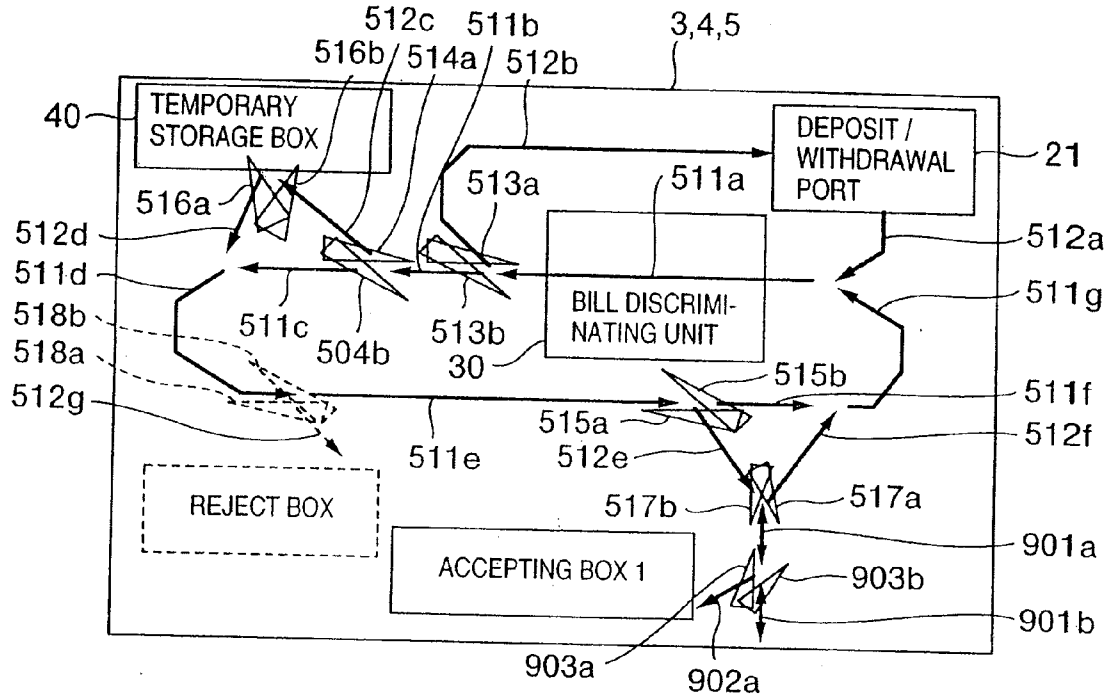 3,4,5
512c
511b
516b
514a
512b
40
TEMPORARY
STORAGE BOX
DEPOSIT /
WITHDRAWAL
PORT
21
516a
513a
511a
512d
512a
511d
BILL DISCRIMI-
NATING UNIT
511g
518b
511c
504b
513b
30
518a
515b
511f
512g
515a
512e
512f
511e
REJECT BOX
517b
517a
901a
ACCEPTING BOX 1
903b
901b
903a
902a